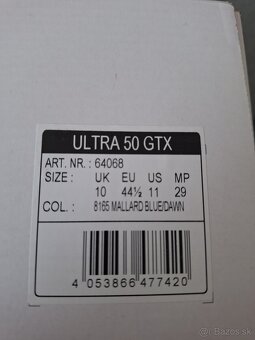 ULTRA 50 GTX
ART. NR. : 64068
SIZE : UK EU US MP
10 44½ 11 29
COL. : 8165 MALLARD BLUE/DAWN
4 053866 477420
bazos.sk